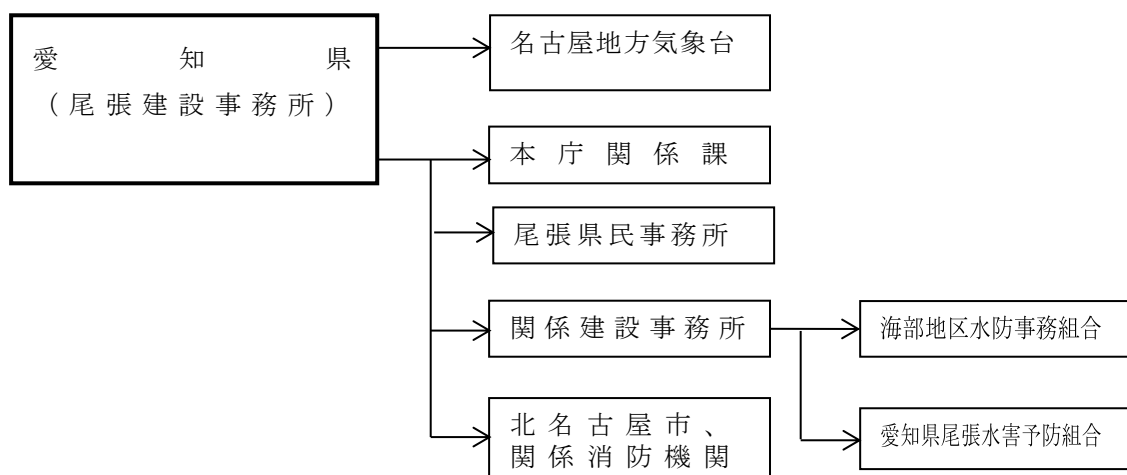 愛知県
(尾張建設事務所)
名古屋地方気象台
本庁関係課
尾張県民事務所
関係建設事務所
海部地区水防事務組合
北名古屋市、
関係消防機関
愛知県尾張水害予防組合